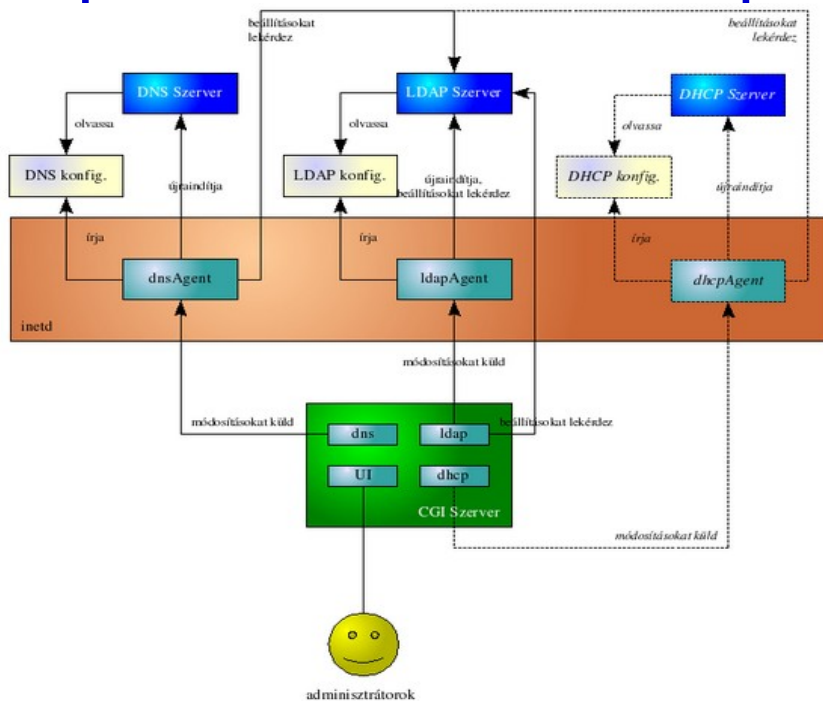 beállításokat
lekérdez
beállításokat
lekérdez
DNS Szerver
LDAP Szerver
DHCP Szerver
olvassa
olvassa
olvassa
DNS konfig.
újraindítja
LDAP konfig.
újraindítja,
beállításokat lekérdez
DHCP konfig.
újraindítja
írja
írja
írja
dnsAgent
ldapAgent
dhcpAgent
inetd
módosításokat küld
módosításokat küld
dns
ldap
beállításokat lekérdez
UI
dhcp
CGI Szerver
módosításokat küld
adminisztrátorok